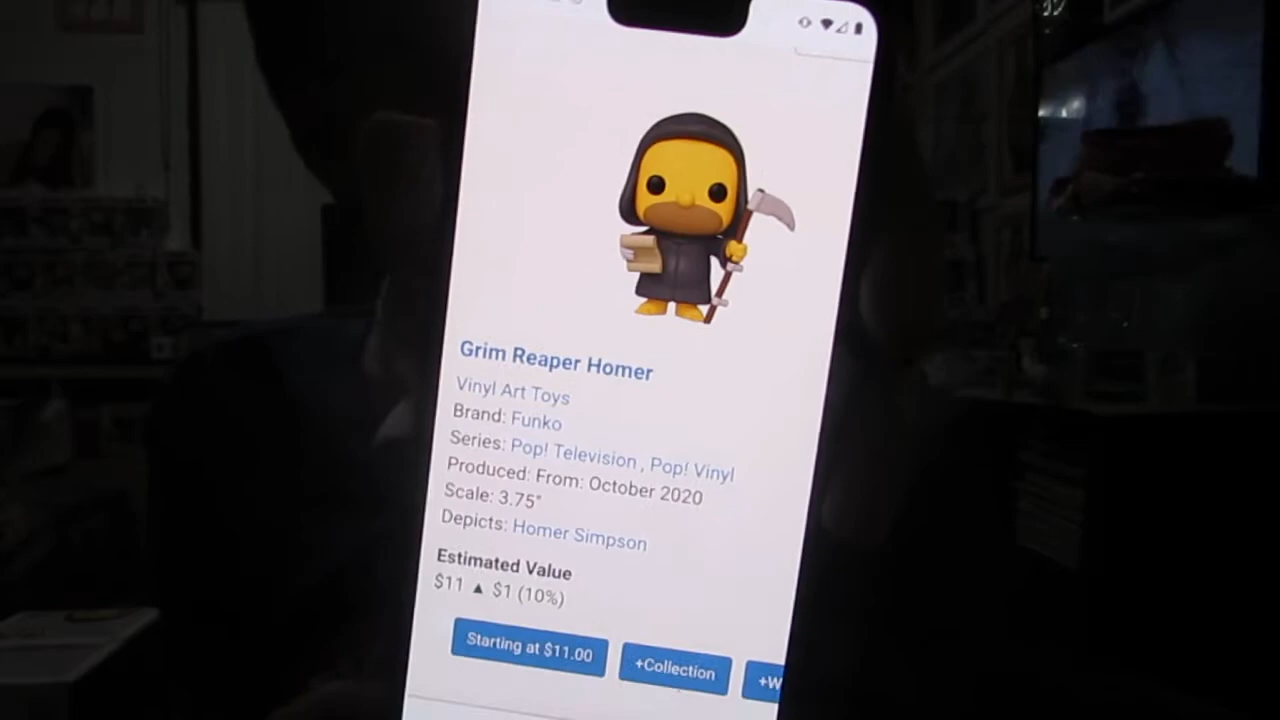 Grim Reaper Homer
Vinyl Art Toys
Brand: Funko
Series: Pop! Television , Pop! Vinyl
Produced: From: October 2020
Scale: 3.75"
Depicts: Homer Simpson
Estimated Value
$11 ▲ $1 (10%)
Starting at $11.00
+Collection
+W